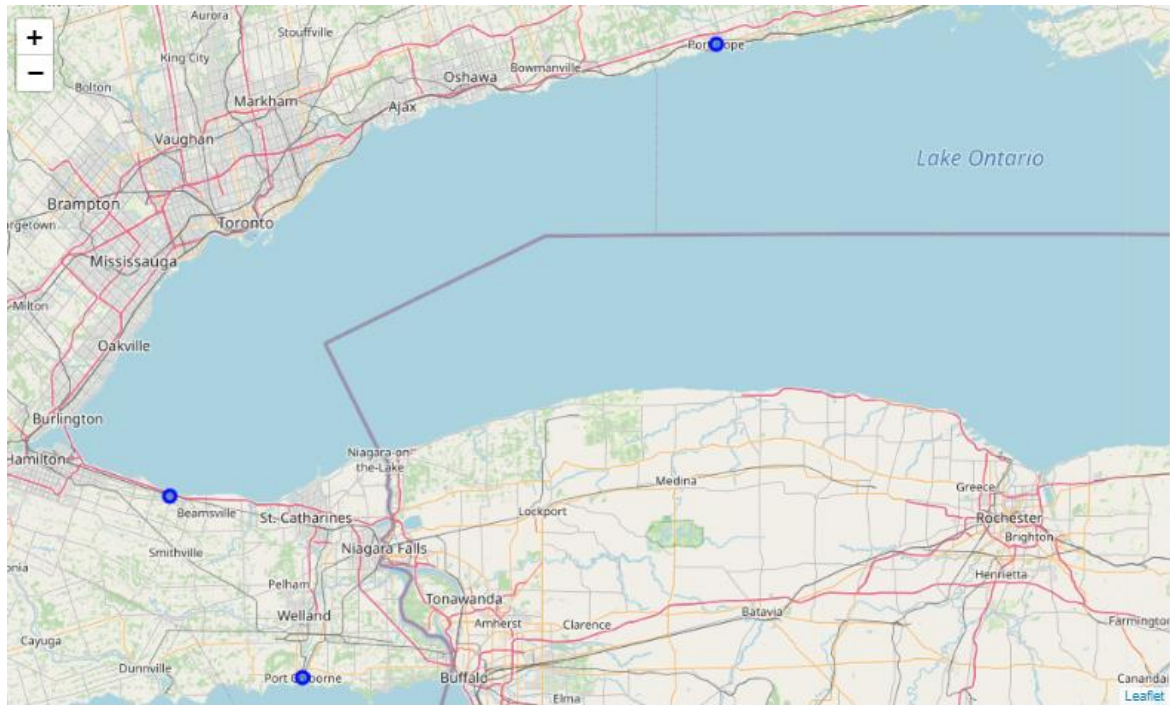 Aurora
+
Stouffville
King City
Port Hope
Bowmanville
−
Oshawa
Bolton
Markham
Ajax
Vaughan
Lake Ontario
Brampton
rgetown
Toronto
Mississauga
Milton
Oakville
Burlington
Niagara-on-
the-Lake
Hamilton
Medina
Greece
Beamsville
Lockport
St. Catharines
Rochester
Brighton
Niagara Falls
Smithville
Henrietta
Pelham
Tonawanda
Welland
Batavia
Amherst
Clarence
Farmington
Cayuga
Dunnville
Port Colborne
Buffalo
Canandai
Elma
Leaflet